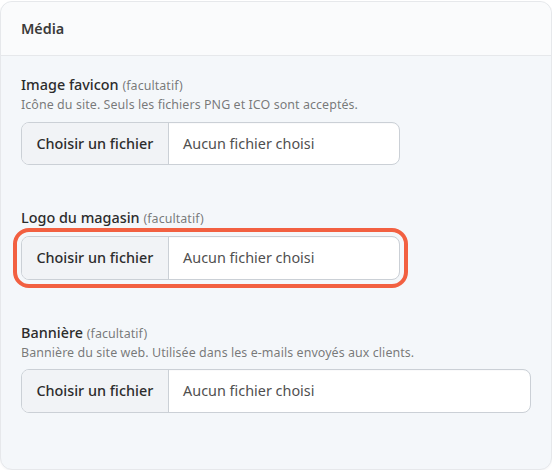 Média
Image favicon (facultatif)
Icône du site. Seuls les fichiers PNG et ICO sont acceptés.
Choisir un fichier Aucun fichier choisi
Logo du magasin (facultatif)
Choisir un fichier Aucun fichier choisi
Bannière (facultatif)
Bannière du site web. Utilisée dans les e-mails envoyés aux clients.
Choisir un fichier Aucun fichier choisi